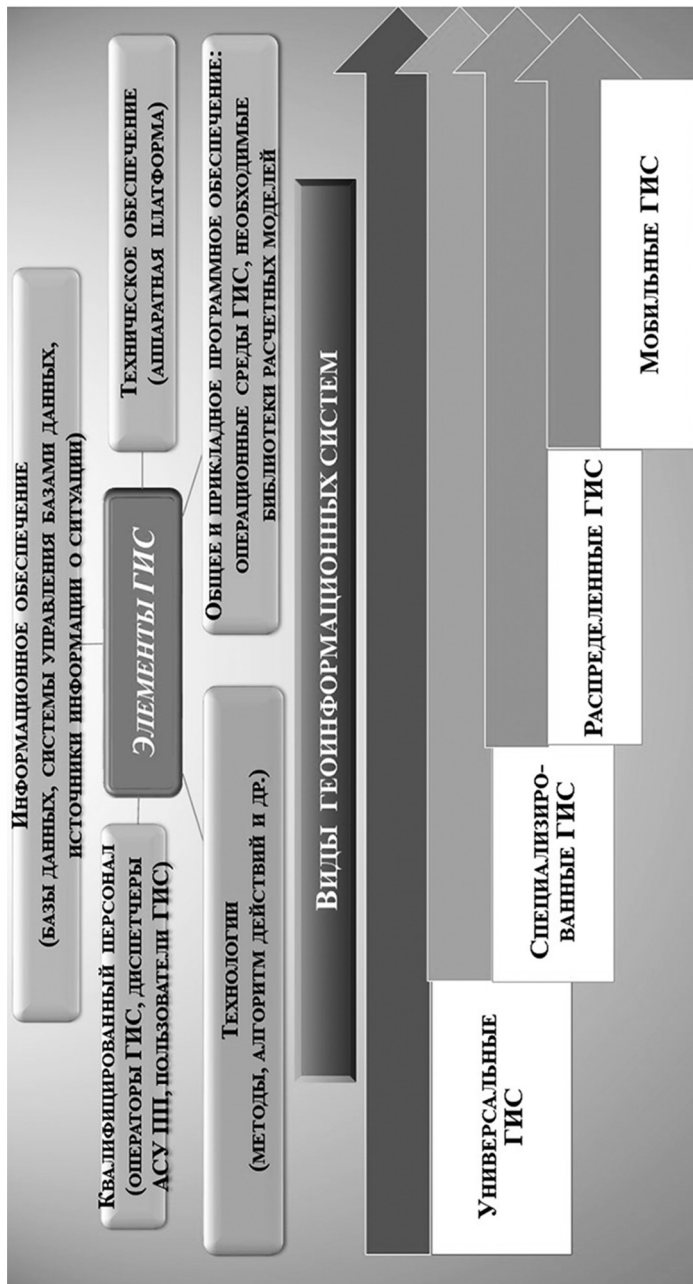 Информационное обеспечение
(базы данных, системы управления базами данных,
источники информации о ситуации)
Квалифицированный персонал
(операторы ГИС, диспетчеры
АСУ ПП, пользователи ГИС)
Элементы ГИС
Техническое обеспечение
(аппаратная платформа)
Технологии
(методы, алгоритм действий и др.)
Общее и прикладное программное обеспечение:
операционные среды ГИС, необходимые
библиотеки расчетных моделей
Виды геоинформационных систем
Универсальные
ГИС
Специализиро-
ванные ГИС
Распределенные ГИС
Мобильные ГИС